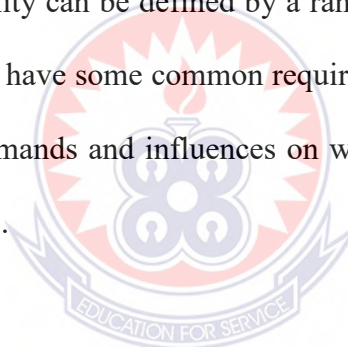 ity can be defined by a ran
have some common requir
mands and influences on w
.
EDUCATION FOR SERVICE